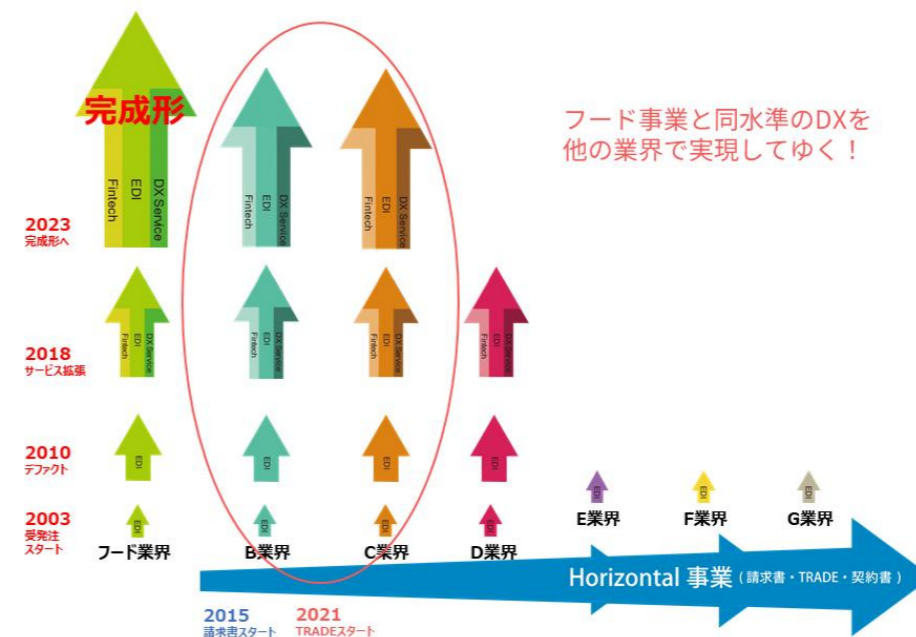 完成形
Fintech
EDI
DX Service
Fintech
EDI
DX Service
Fintech
EDI
DX Service
フード事業と同水準のDXを
他の業界で実現してゆく！
2023
完成形へ
Fintech
EDI
DX Service
Fintech
EDI
DX Service
Fintech
EDI
DX Service
Fintech
EDI
DX Service
2018
サービス拡張
2010
デファクト
EDI
EDI
EDI
EDI
2003
受発注
スタート
EDI
EDI
EDI
EDI
EDI
EDI
EDI
フード業界
B業界
C業界
D業界
E業界
F業界
G業界
Horizontal 事業（請求書・TRADE・契約書）
2015
請求書スタート
2021
TRADEスタート